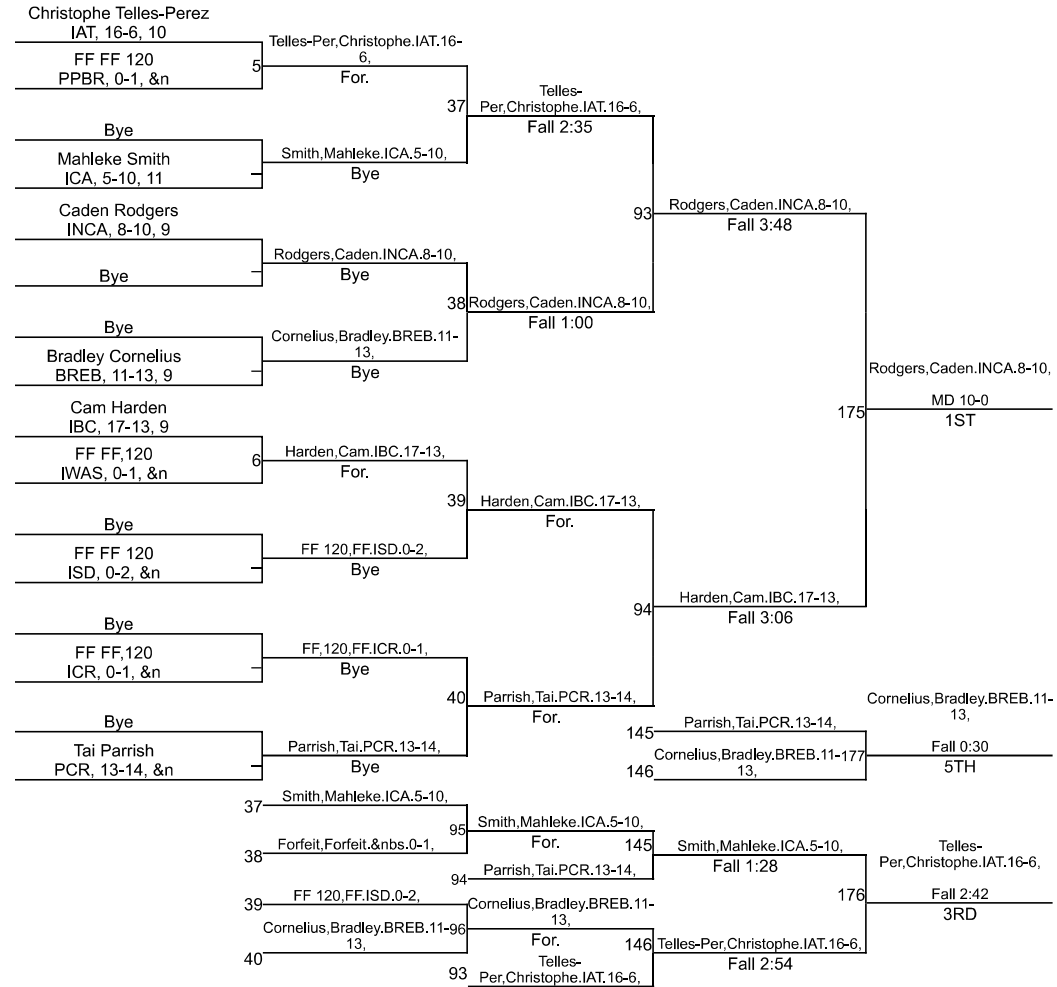 Christophe Telles-Perez
IAT, 16-6, 10
FF FF 120
PPBR, 0-1, &n
5
Telles-Per,Christophe.IAT.16-
6,
For.
Bye
Mahleke Smith
ICA, 5-10, 11
Smith,Mahleke.ICA.5-10,
Bye
37
Telles-
Per,Christophe.IAT.16-6,
Fall 2:35
Caden Rodgers
INCA, 8-10, 9
Bye
Rodgers,Caden.INCA.8-10,
Bye
Bye
Bradley Cornelius
BREB, 11-13, 9
Cornelius,Bradley.BREB.11-
13,
Bye
38
Rodgers,Caden.INCA.8-10,
Fall 1:00
93
Rodgers,Caden.INCA.8-10,
Fall 3:48
Cam Harden
IBC, 17-13, 9
FF FF,120
IWAS, 0-1, &n
6
Harden,Cam.IBC.17-13,
For.
Bye
FF FF 120
ISD, 0-2, &n
FF 120,FF.ISD.0-2,
Bye
39
Harden,Cam.IBC.17-13,
For.
Bye
FF FF,120
ICR, 0-1, &n
FF,120,FF.ICR.0-1,
Bye
Bye
Tai Parrish
PCR, 13-14, &n
Parrish,Tai.PCR.13-14,
Bye
40
Parrish,Tai.PCR.13-14,
For.
94
Harden,Cam.IBC.17-13,
Fall 3:06
175
Rodgers,Caden.INCA.8-10,
MD 10-0
1ST
145
Parrish,Tai.PCR.13-14,
146
Cornelius,Bradley.BREB.11-
13,
177
Cornelius,Bradley.BREB.11-
13,
Fall 0:30
5TH
37
Smith,Mahleke.ICA.5-10,
38
Forfeit,Forfeit.&nbs.0-1,
95
Smith,Mahleke.ICA.5-10,
For.
94
Parrish,Tai.PCR.13-14,
145
Smith,Mahleke.ICA.5-10,
Fall 1:28
39
FF 120,FF.ISD.0-2,
40
Cornelius,Bradley.BREB.11-
13,
96
Cornelius,Bradley.BREB.11-
13,
For.
93
Telles-
Per,Christophe.IAT.16-6,
146
Telles-Per,Christophe.IAT.16-6,
Fall 2:54
176
Telles-
Per,Christophe.IAT.16-6,
Fall 2:42
3RD